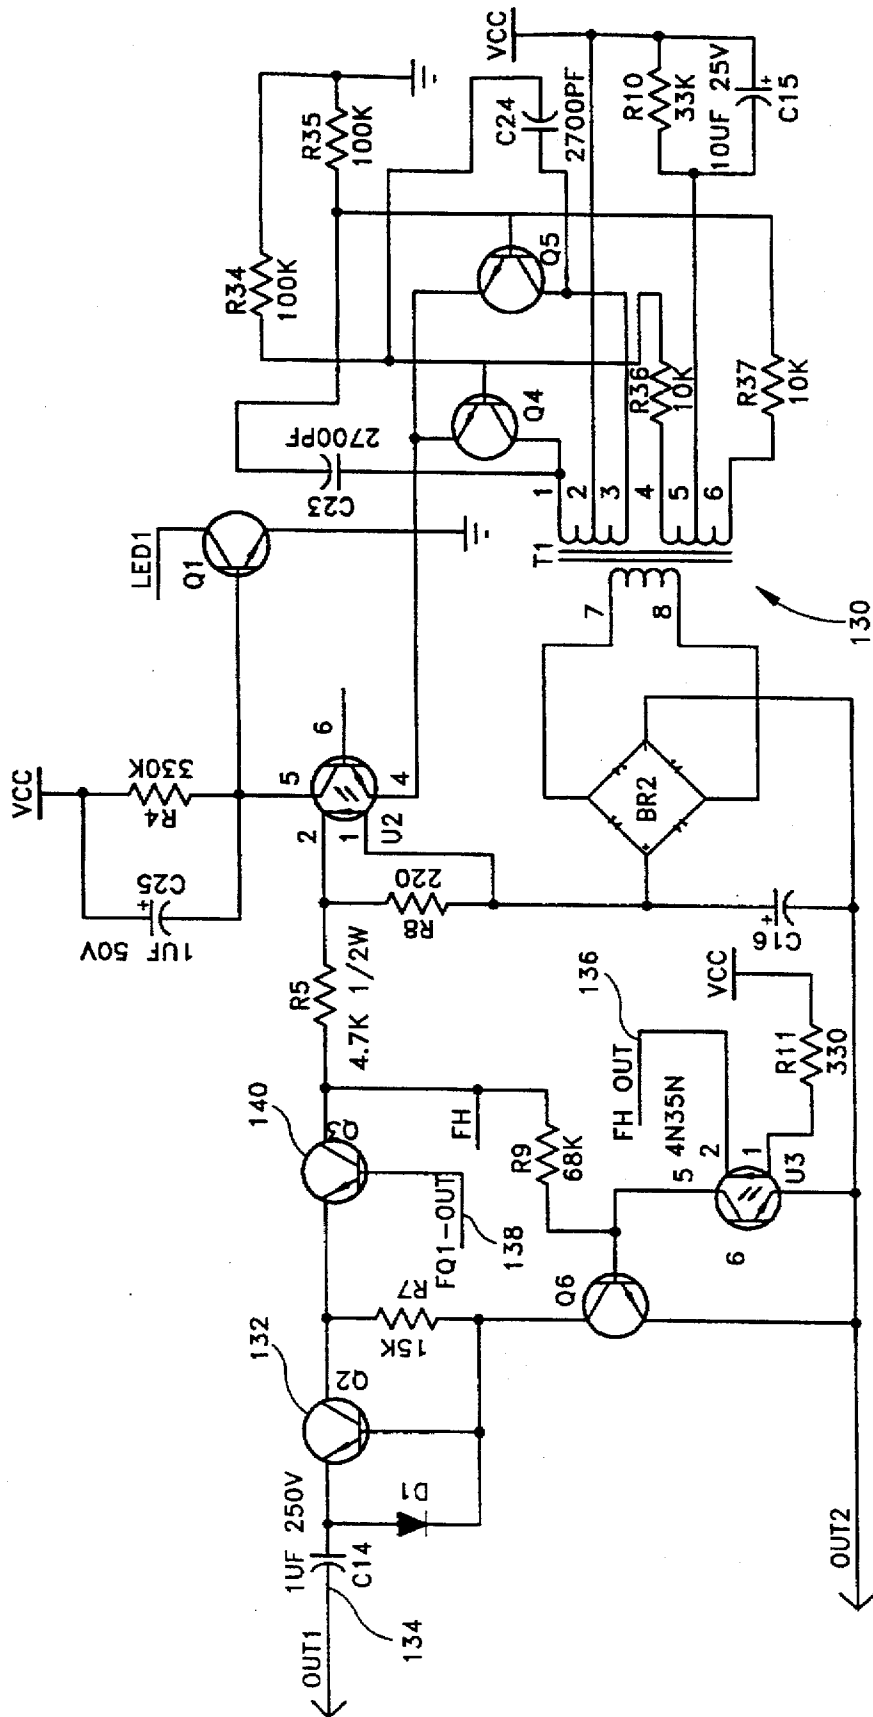 OUT1
134
1UF 250V
C14
D1
132
Q2
R7
15K
FQ1-OUT
138
140
Q3
FH
R9
68K
Q6
OUT2
R5
4.7K 1/2W
1UF 50V
C25
VCC
R4
330K
LED1
Q1
2
1
5
6
4
U2
R8
220
136
FH OUT
4N35N
5
2
1
6
U3
VCC
R11
330
C16
+
BR2
+
-
7
8
130
T1
1
2
3
4
5
6
C23
2700PF
Q4
Q5
R34
100K
R35
100K
R36
10K
R37
10K
C24
2700PF
VCC
R10
33K
10UF 25V
+
C15
+